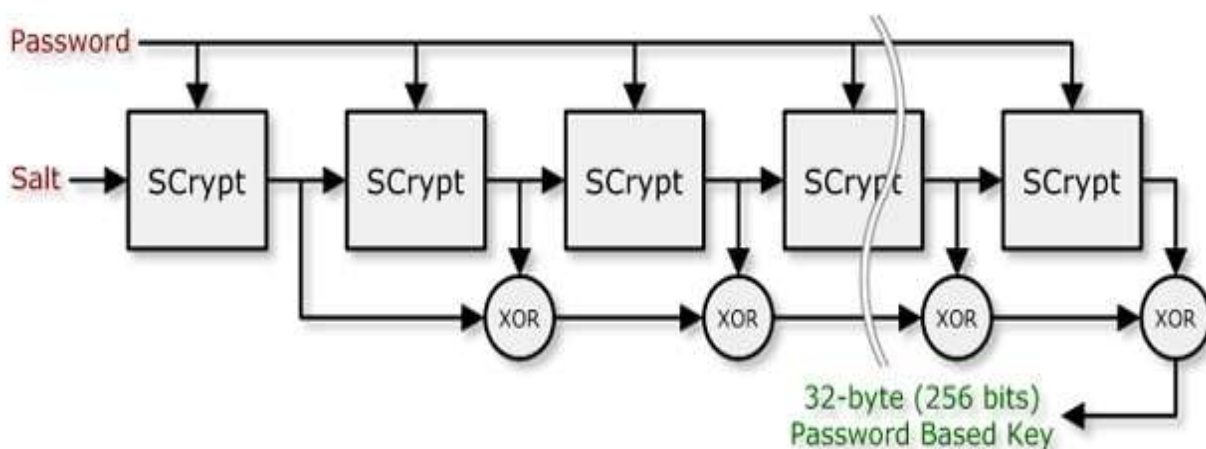 Password
Salt
SCrypt
SCrypt
SCrypt
SCrypt
SCrypt
XOR
XOR
XOR
XOR
32-byte (256 bits)
Password Based Key